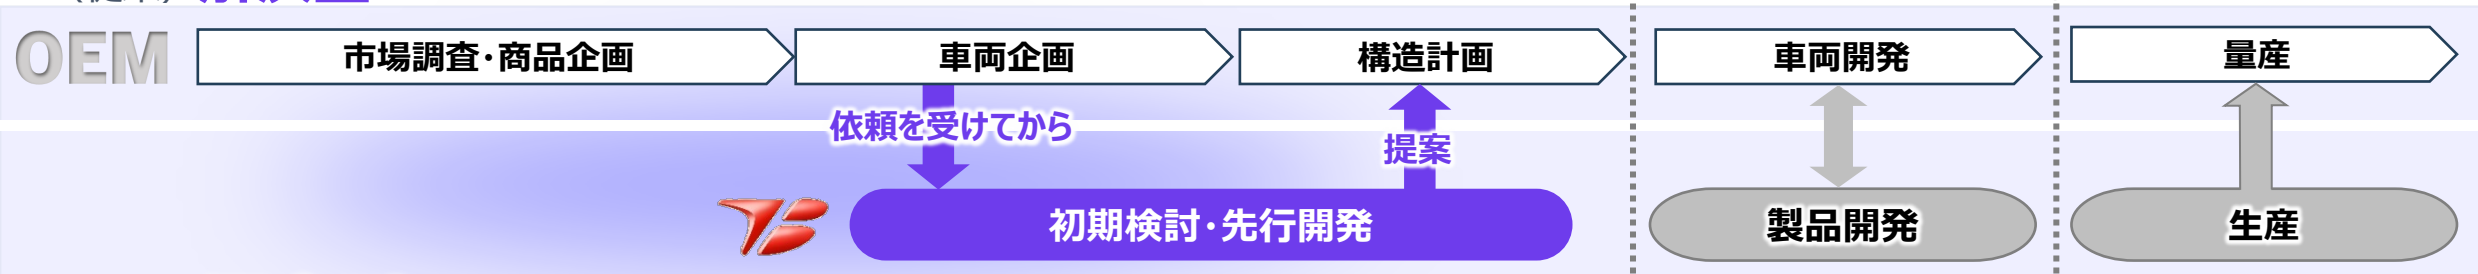 OEM
市場調査・商品企画
車両企画
構造計画
車両開発
量産
依頼を受けてから
提案
初期検討・先行開発
製品開発
生産